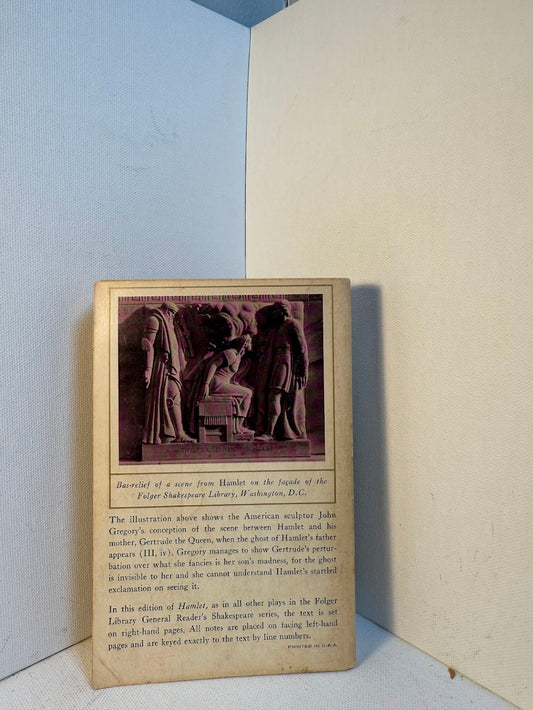 Bas-relief of a scene from Hamlet on the façade of the
Folger Shakespeare Library, Washington, D.C.
The illustration above shows the American sculptor John
Gregory's conception of the scene between Hamlet and his
mother, Gertrude the Queen, when the ghost of Hamlet's father
appears (III, iv). Gregory manages to show Gertrude's pertur-
bation over what she fancies is her son's madness, for the ghost
is invisible to her and she cannot understand Hamlet's startled
exclamation on seeing it.
In this edition of Hamlet, as in all other plays in the Folger
Library General Reader's Shakespeare series, the text is set
on right-hand pages. All notes are placed on facing left-hand
pages and are keyed exactly to the text by line numbers.
PRINTED IN U.S.A.